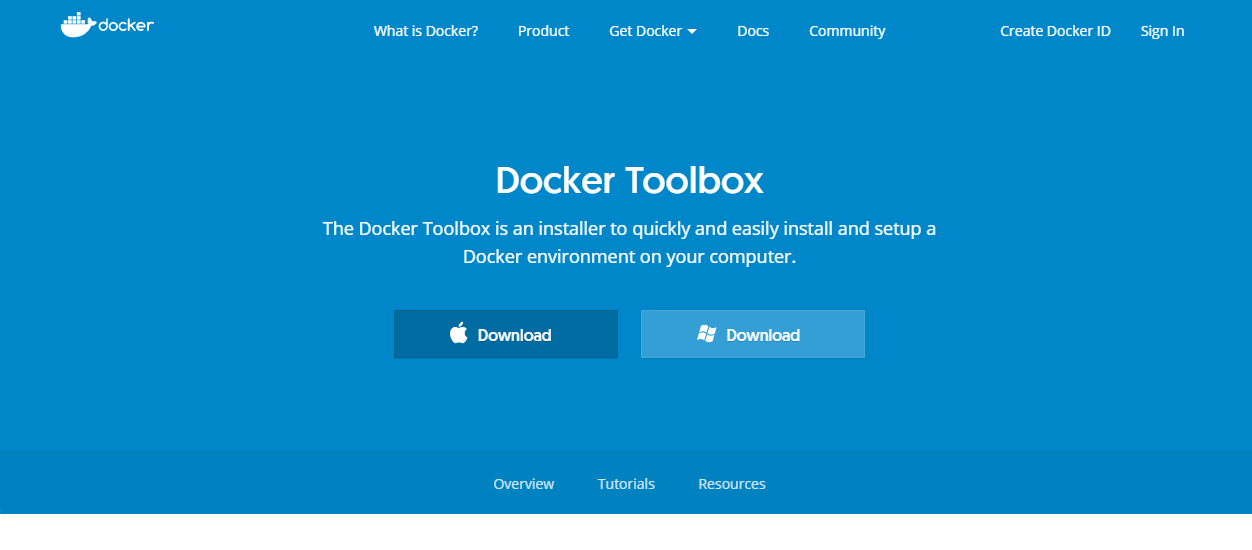 docker
What is Docker? Product Get Docker Docs Community Create Docker ID Sign In
Docker Toolbox
The Docker Toolbox is an installer to quickly and easily install and setup a
Docker environment on your computer.
Download Download
Overview Tutorials Resources